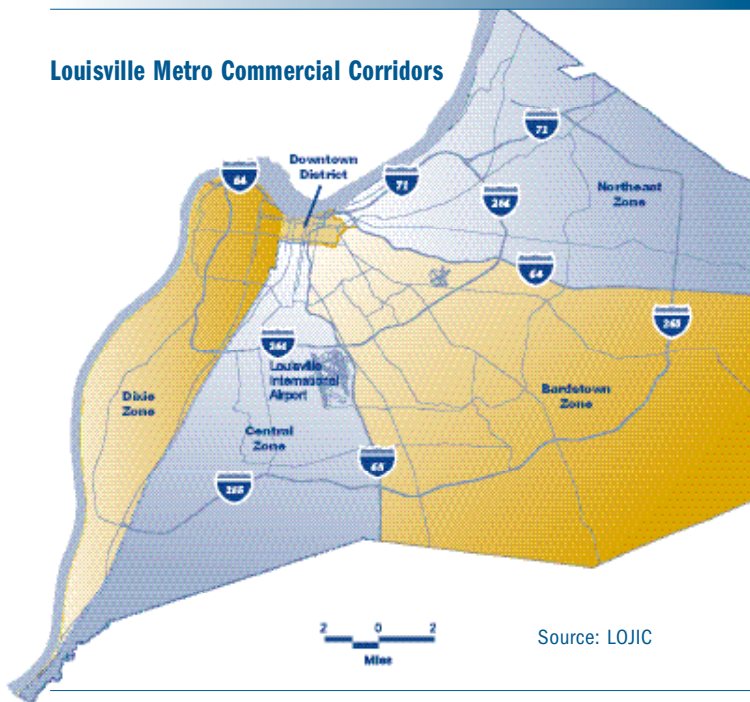 Louisville Metro Commercial Corridors
71
Downtown
District
64
71
264
Northeast
Zone
64
265
264
Louisville
International
Airport
Dixie
Zone
Bardstown
Zone
Central
Zone
65
265
2 0 2
Miles
Source: LOJIC